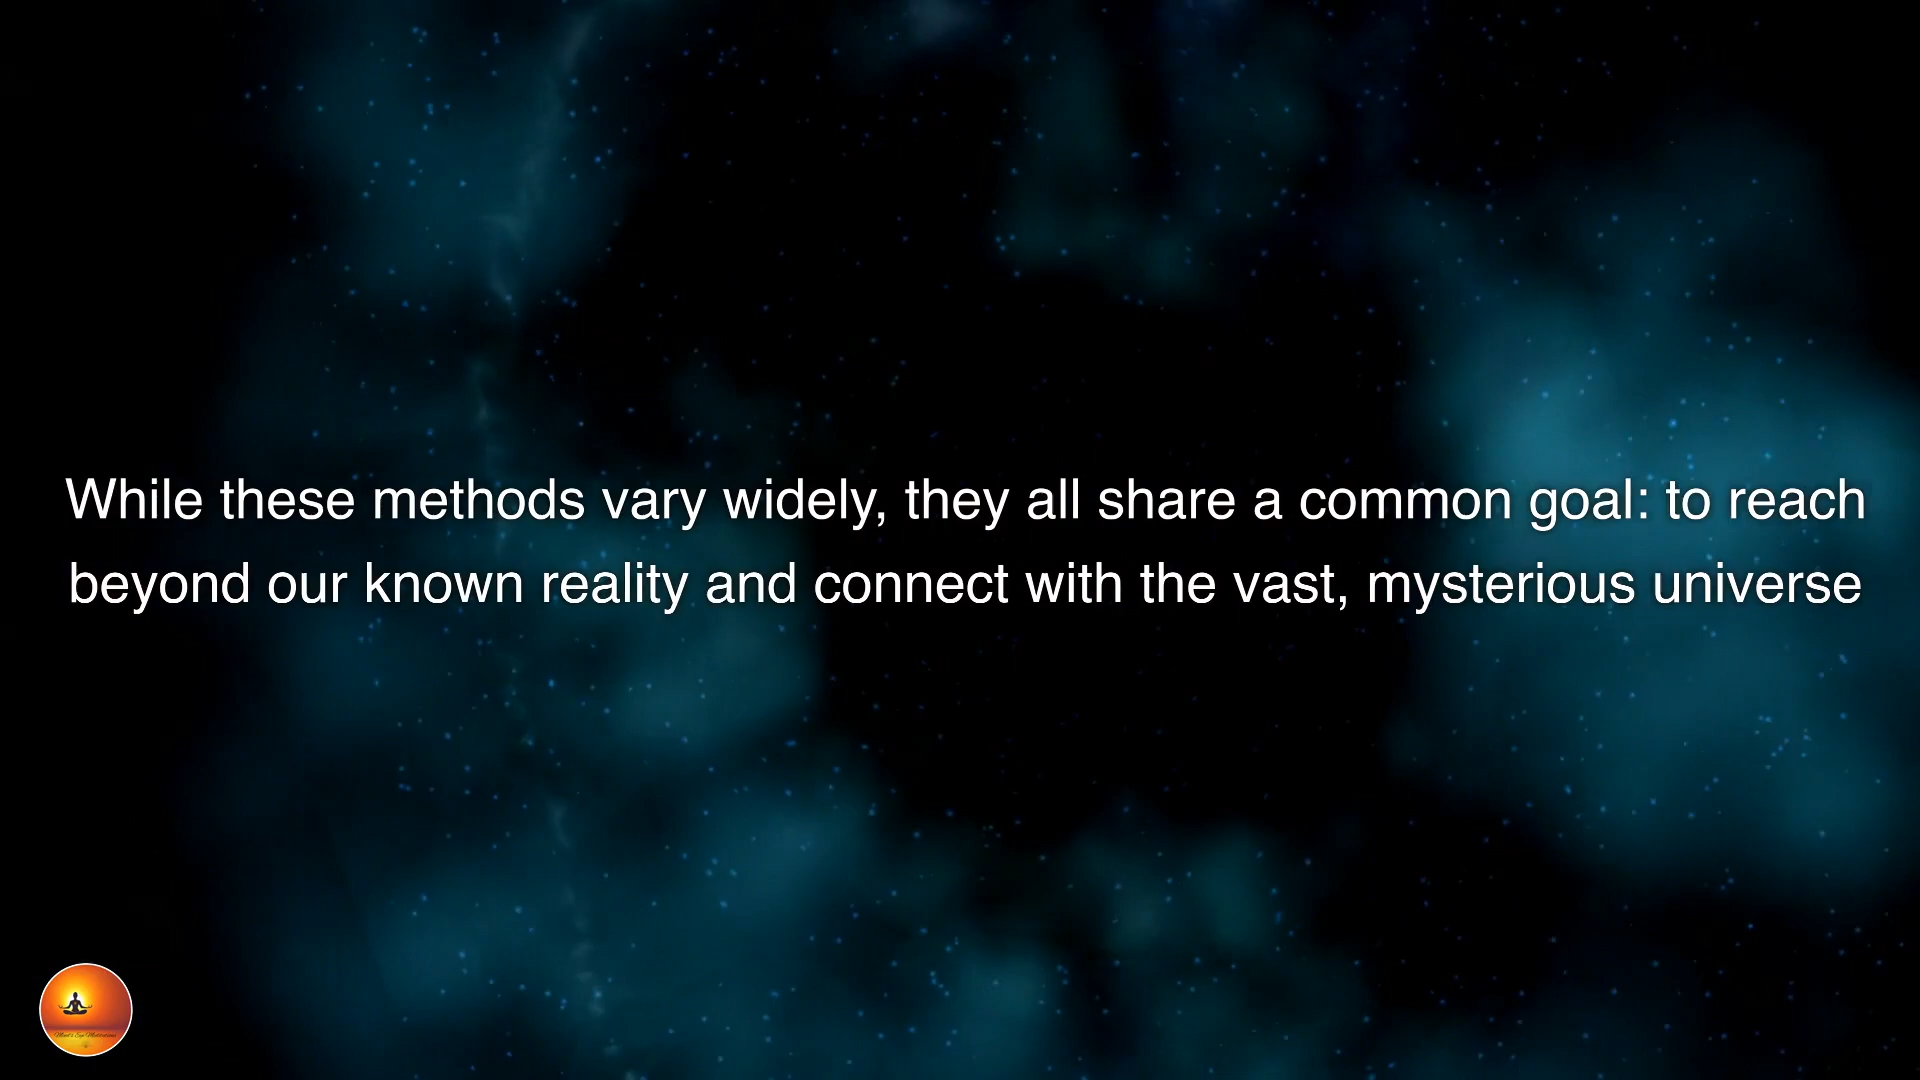 While these methods vary widely, they all share a common goal: to reach
beyond our known reality and connect with the vast, mysterious universe